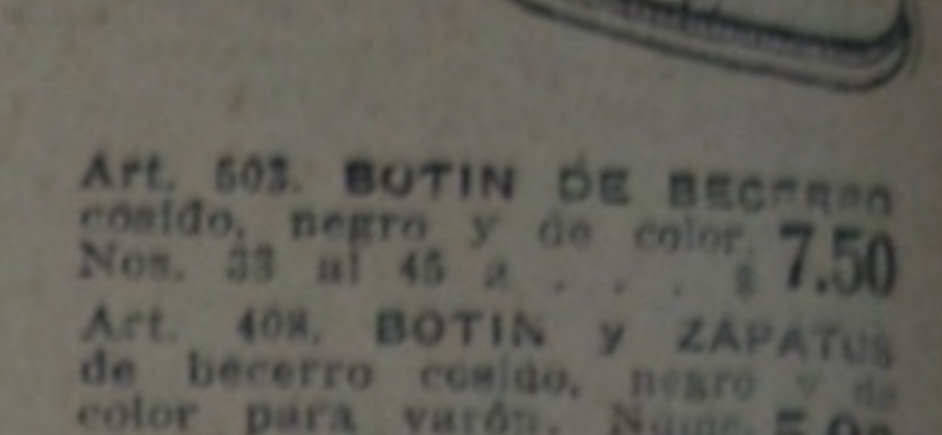 Art. 503. BOTIN DE BECERRO
cosido, negro y de color.
Nos. 33 al 45 a . . . $ 7.50
Art. 408. BOTIN y ZAPATOS
de becerro cosido, negro y de
color para varón. Núme.